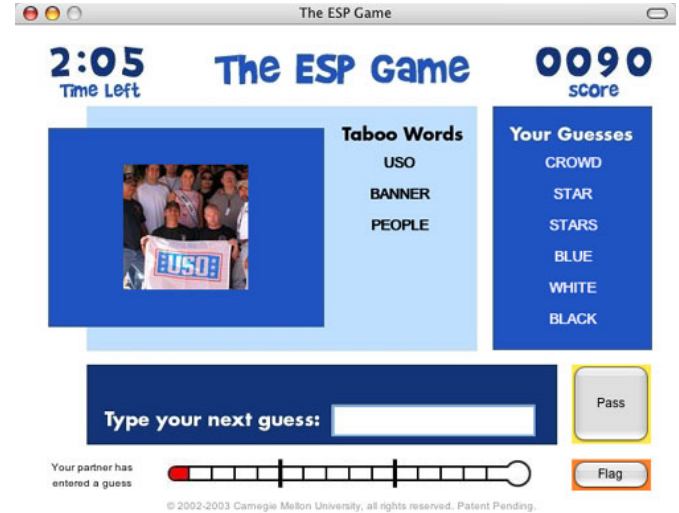 The ESP Game
2:05
Time Left
The ESP Game
0090
score
Taboo Words
USO
BANNER
PEOPLE
Your Guesses
CROWD
STAR
STARS
BLUE
WHITE
BLACK
USO
Type your next guess:
Pass
Your partner has
entered a guess
Flag
© 2002-2003 Carnegie Mellon University, all rights reserved. Patent Pending.